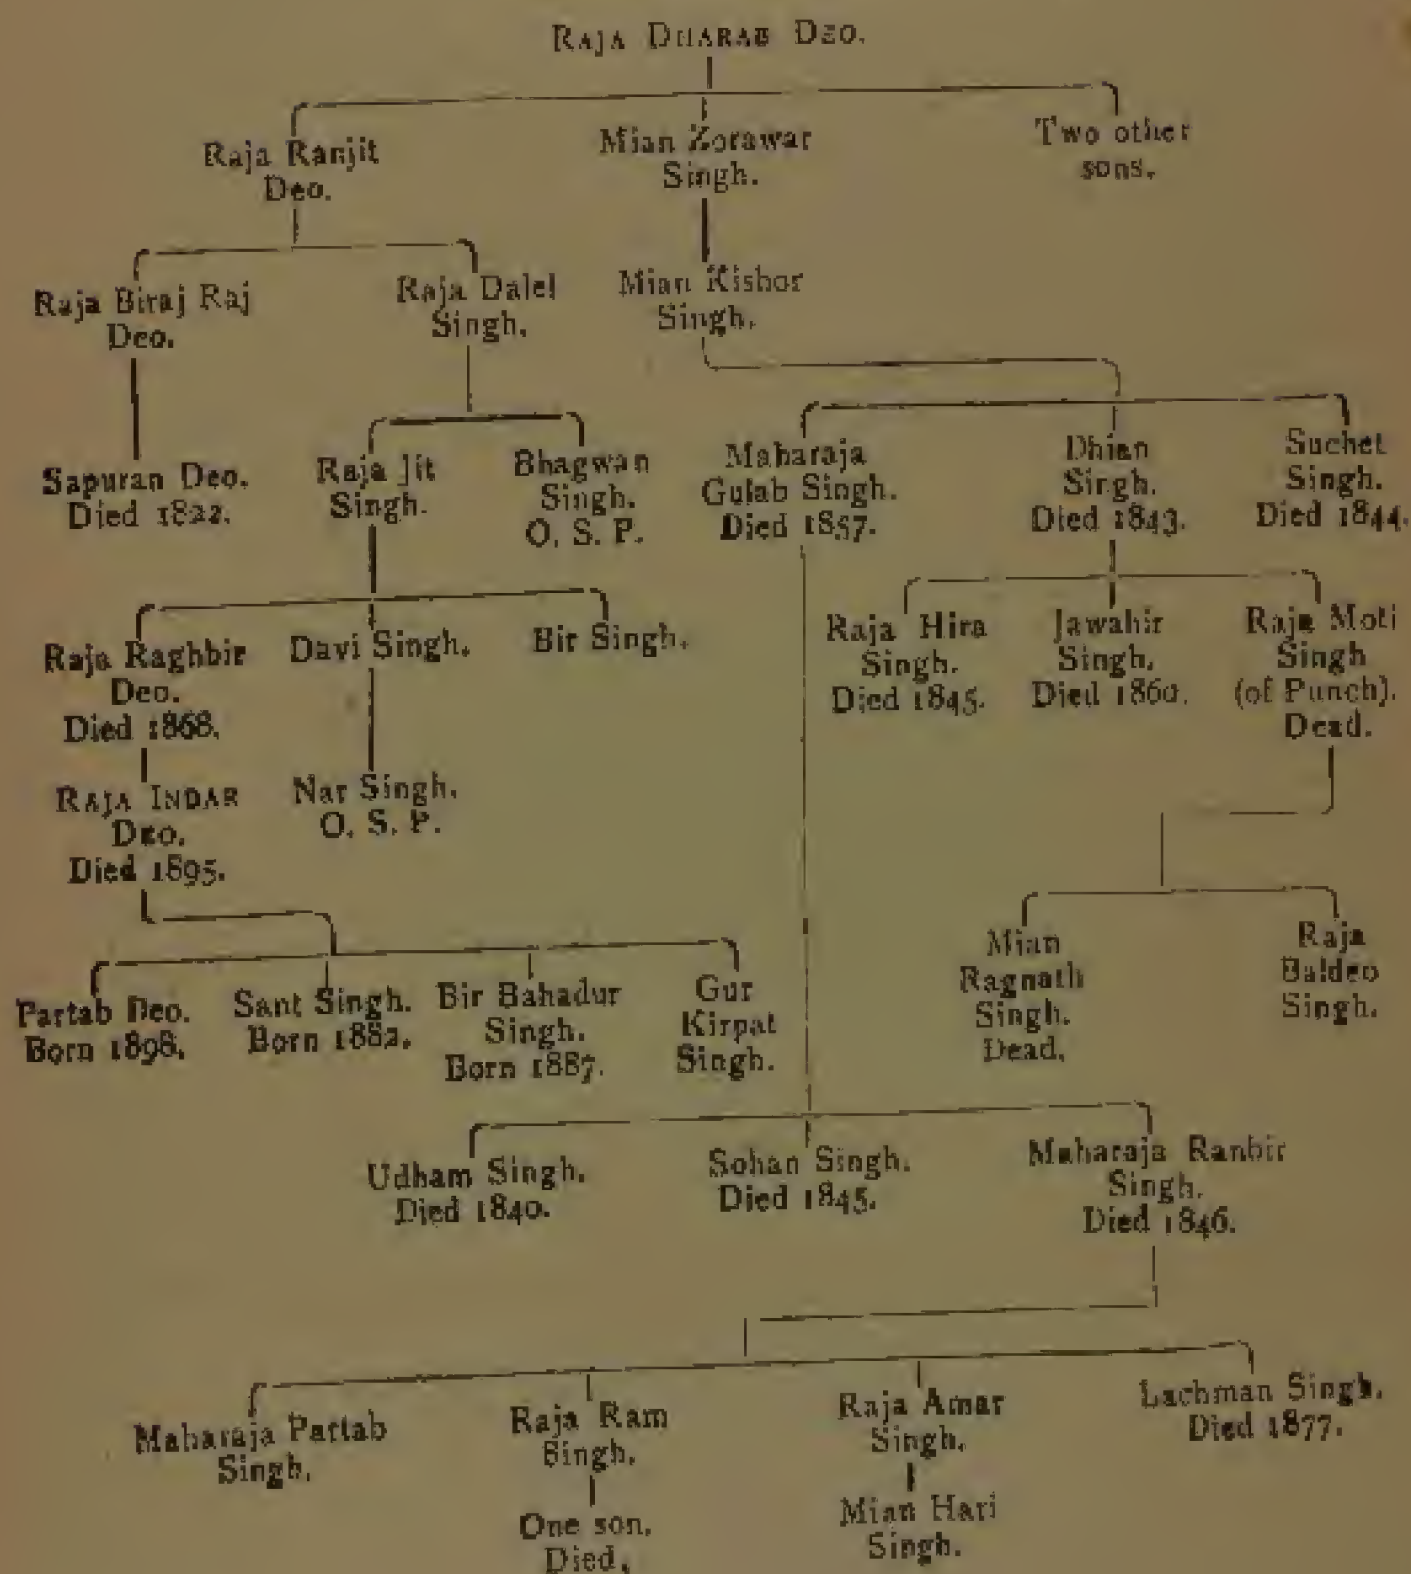 RAJA DHARAB DEO.
Raja Ranjit
Deo.
Mian Zorawar
Singh.
Two other
sons.
Raja Biraj Raj
Deo.
Raja Dalel
Singh.
Mian Kishor
Singh.
Sapuran Deo.
Died 1822.
Raja Jit
Singh.
Bhagwan
Singh.
O. S. P.
Maharaja
Gulab Singh.
Died 1857.
Dhian
Singh.
Died 1843.
Suchet
Singh.
Died 1844.
Raja Raghbir
Deo.
Died 1868.
Davi Singh.
Bir Singh.
Raja Hira
Singh.
Died 1845.
Jawahir
Singh.
Died 1860.
Raja Moti
Singh
(of Punch).
Dead.
RAJA INDAR
DEO.
Died 1895.
Nar Singh.
O. S. P.
Mian
Ragnath
Singh.
Dead.
Raja
Baldeo
Singh.
Partab Deo.
Born 1898.
Sant Singh.
Born 1882.
Bir Bahadur
Singh.
Born 1887.
Gur
Kirpat
Singh.
Udham Singh.
Died 1840.
Sohan Singh.
Died 1845.
Maharaja Ranbir
Singh.
Died 1846.
Maharaja Partab
Singh.
Raja Ram
Singh.
Raja Amar
Singh.
Lachman Singh.
Died 1877.
One son.
Died.
Mian Hari
Singh.